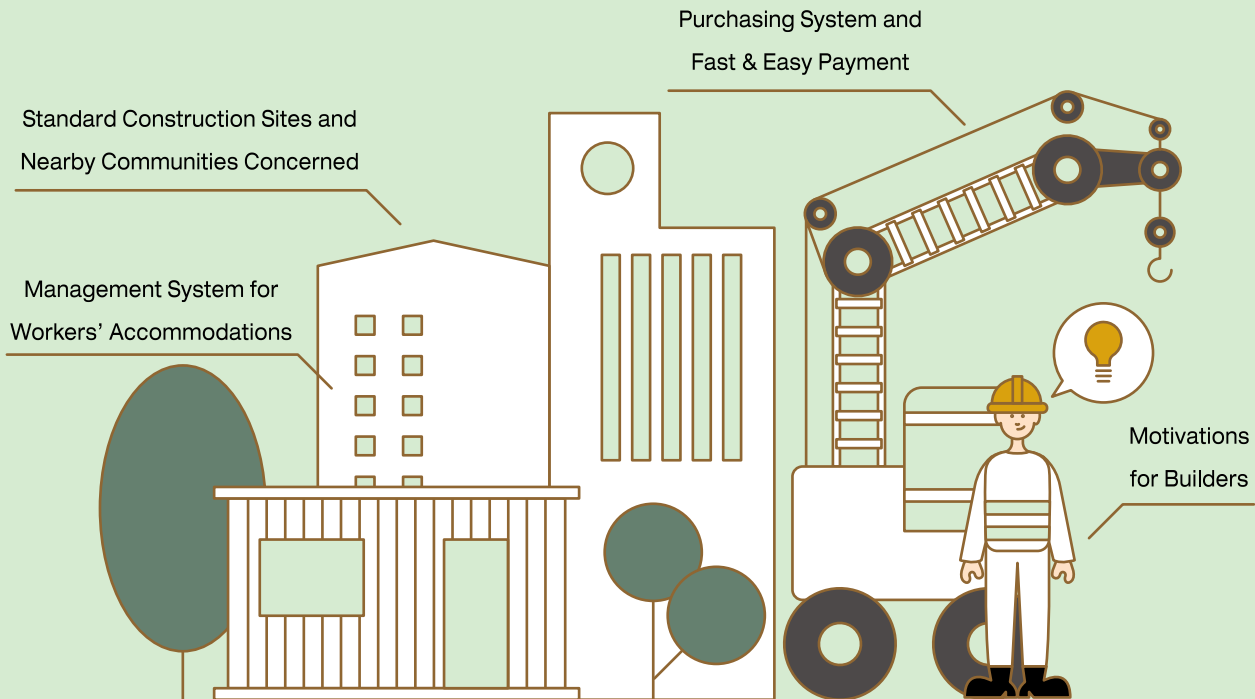 Purchasing System and
Fast & Easy Payment
Standard Construction Sites and
Nearby Communities Concerned
Management System for
Workers’ Accommodations
Motivations
for Builders